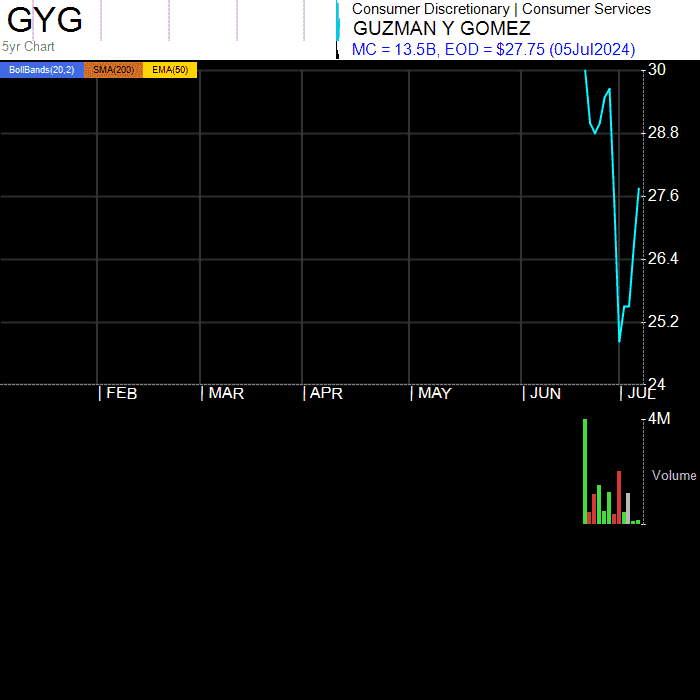 GYG
5yr Chart
Consumer Discretionary | Consumer Services
GUZMAN Y GOMEZ
MC = 13.5B, EOD = $27.75 (05Jul2024)
BollBands(20,2) SMA(200) EMA(50)
30
28.8
27.6
26.4
25.2
24
| FEB | MAR | APR | MAY | JUN | JUL
4M
Volume